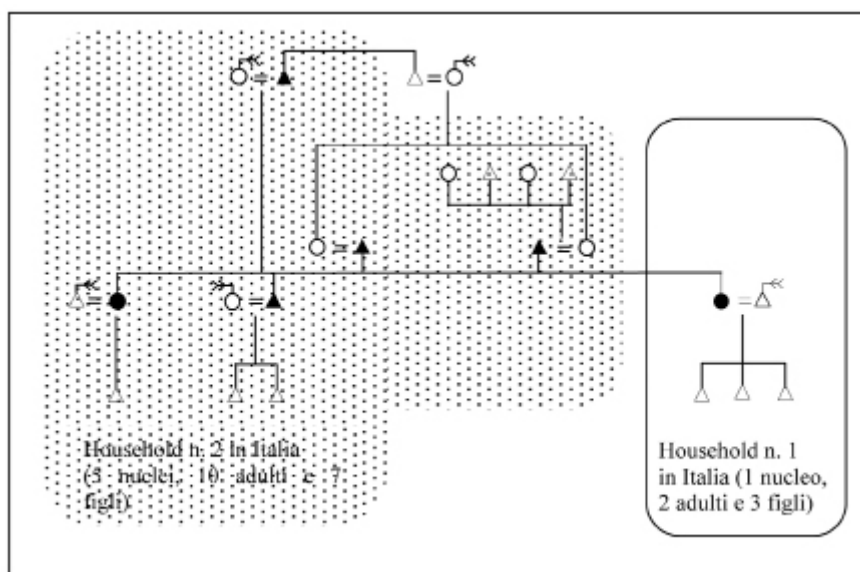 Household n. 2 in Italia
(5 nuclei, 10 adulti e 7
figli)
Household n. 1
in Italia (1 nucleo,
2 adulti e 3 figli)